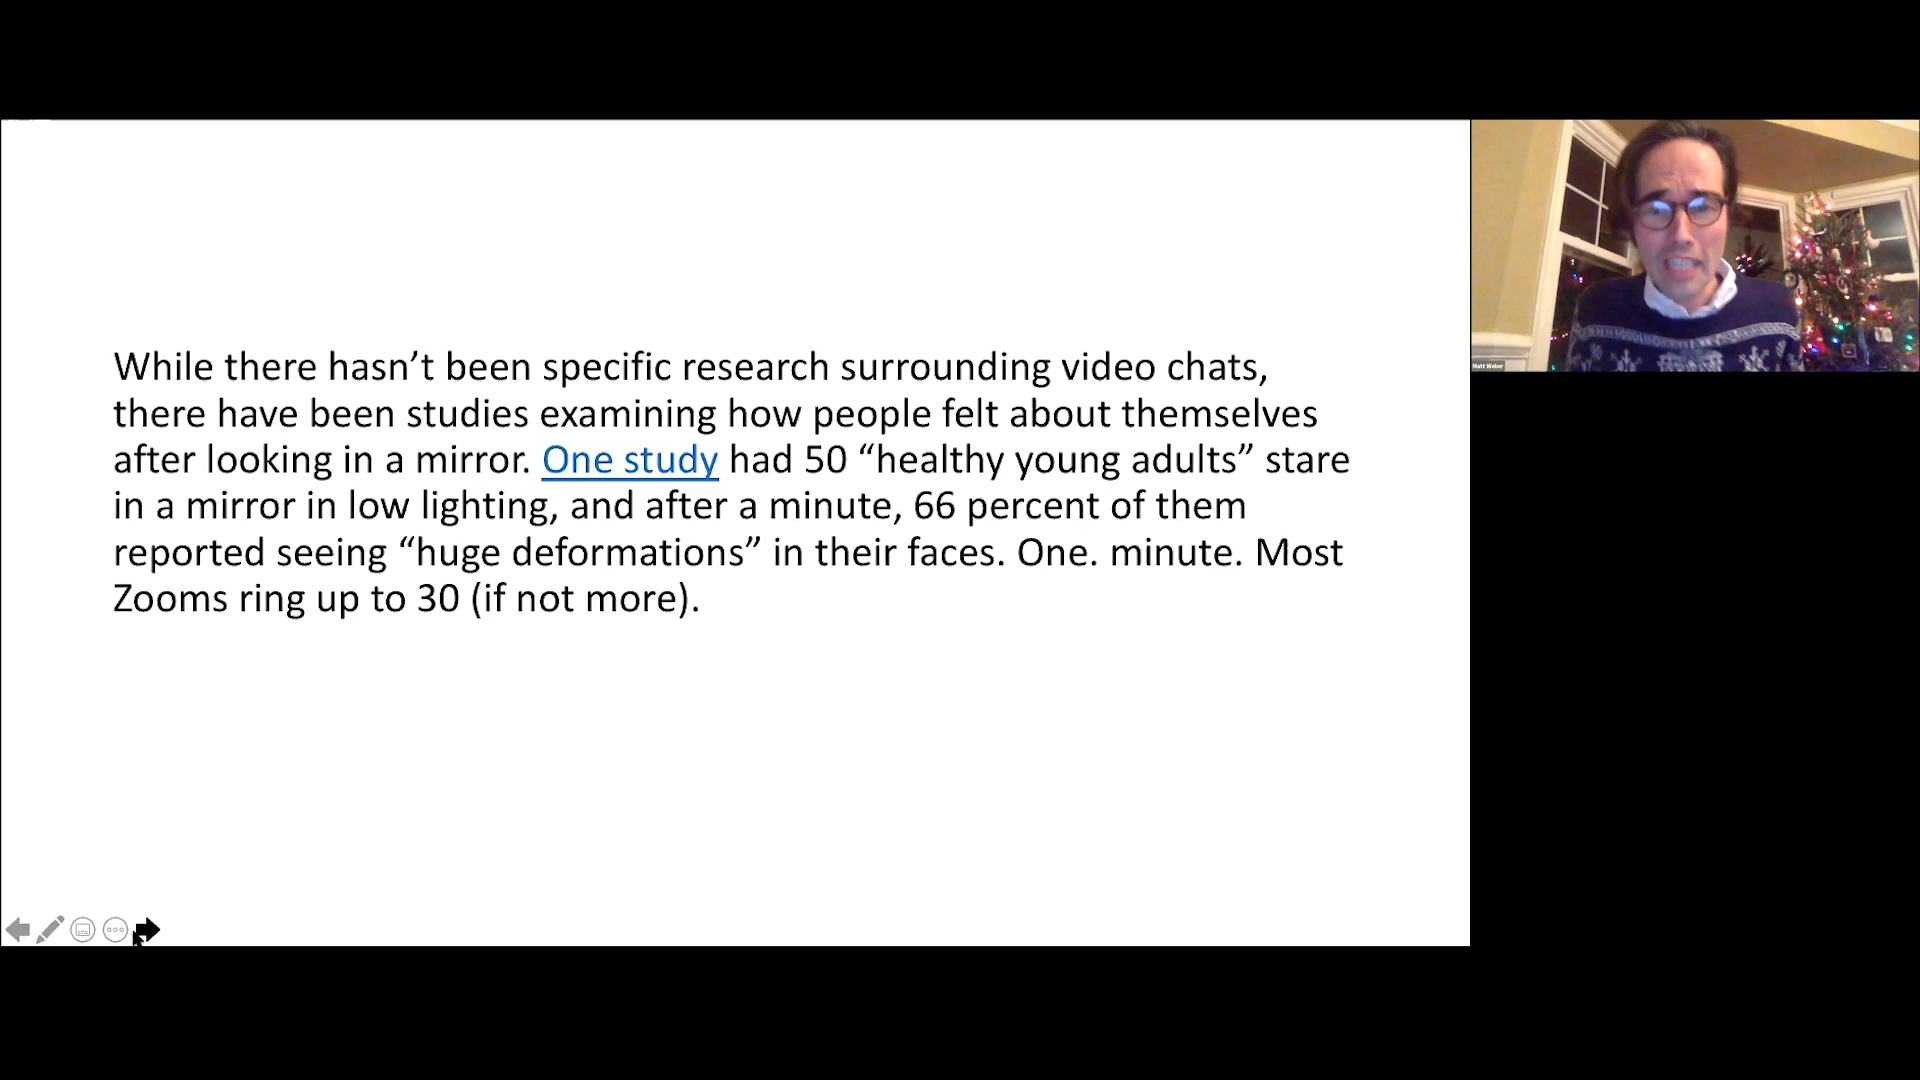 While there hasn’t been specific research surrounding video chats,
there have been studies examining how people felt about themselves
after looking in a mirror. One study had 50 “healthy young adults” stare
in a mirror in low lighting, and after a minute, 66 percent of them
reported seeing “huge deformations” in their faces. One. minute. Most
Zooms ring up to 30 (if not more).
Matt Weber